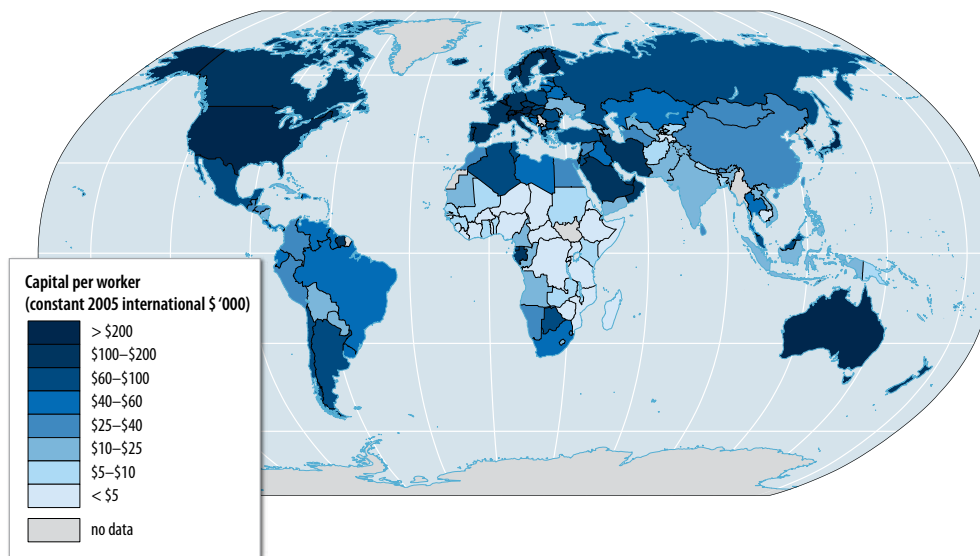 Capital per worker
(constant 2005 international $ ‘000)
> $200
$100–$200
$60–$100
$40–$60
$25–$40
$10–$25
$5–$10
< $5
no data